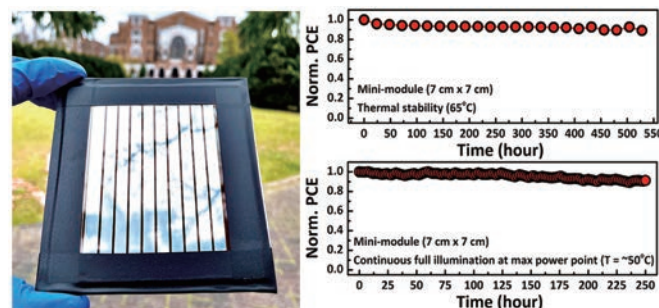 Norm. PCE
1.0
0.8
0.6
0.4
0.2
0.0
Mini-module (7 cm x 7 cm)
Thermal stability (65°C)
0 50 100 150 200 250 300 350 400 450 500 550
Time (hour)
Norm. PCE
1.0
0.8
0.6
0.4
0.2
0.0
Mini-module (7 cm x 7 cm)
Continuous full illumination at max power point (T = ~50°C)
0 25 50 75 100 125 150 175 200 225 250
Time (hour)